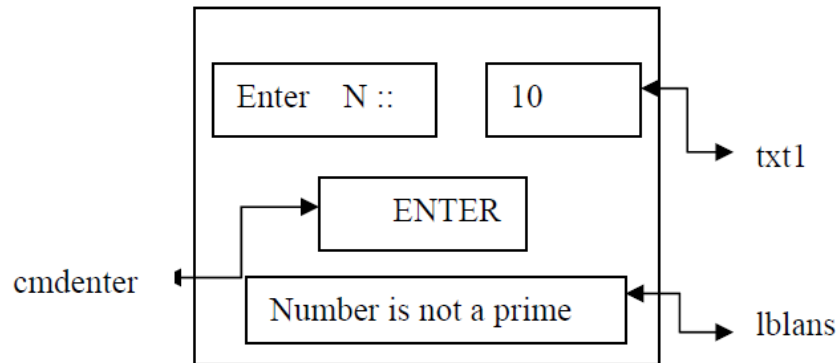 Enter N ::
10
txt1
ENTER
cmdenter
Number is not a prime
lblans